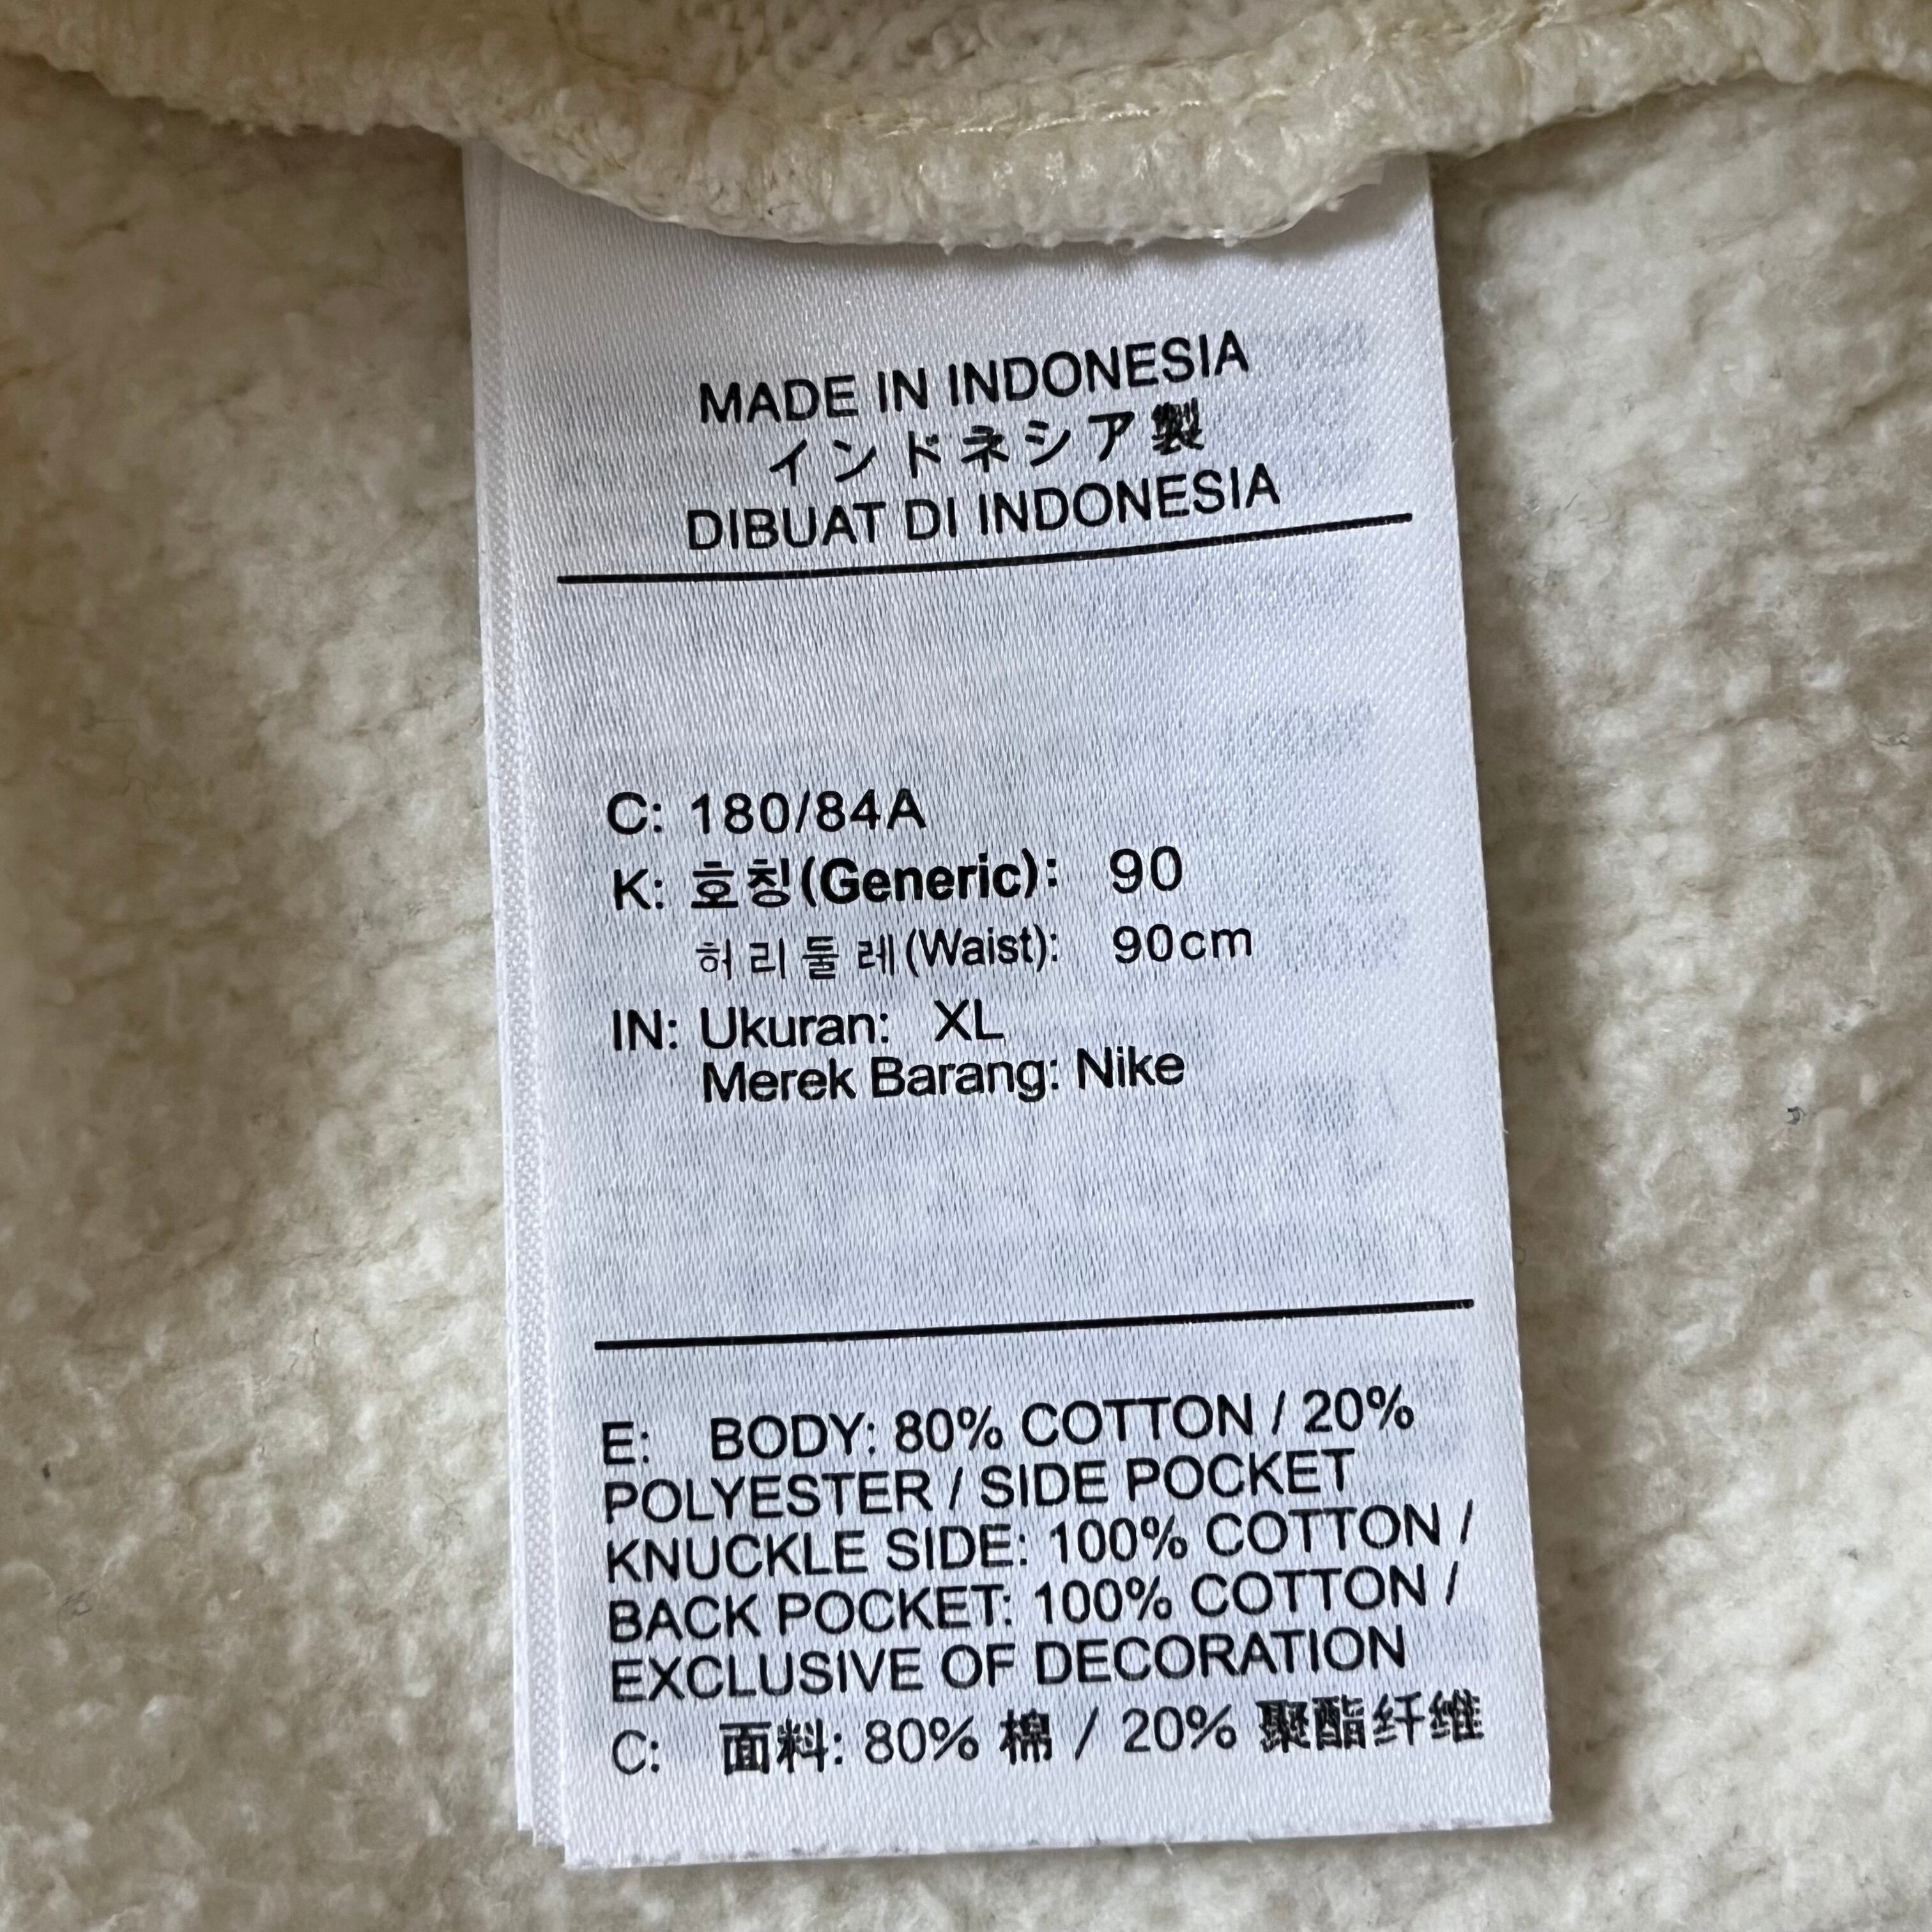 MADE IN INDONESIA
インドネシア製
DIBUAT DI INDONESIA
C: 180/84A
K: 호칭(Generic): 90
허리둘레(Waist): 90cm
IN: Ukuran: XL
Merek Barang: Nike
E: BODY: 80% COTTON / 20%
POLYESTER / SIDE POCKET
KNUCKLE SIDE: 100% COTTON /
BACK POCKET: 100% COTTON /
EXCLUSIVE OF DECORATION
C: 面料: 80% 棉 / 20% 聚酯纤维